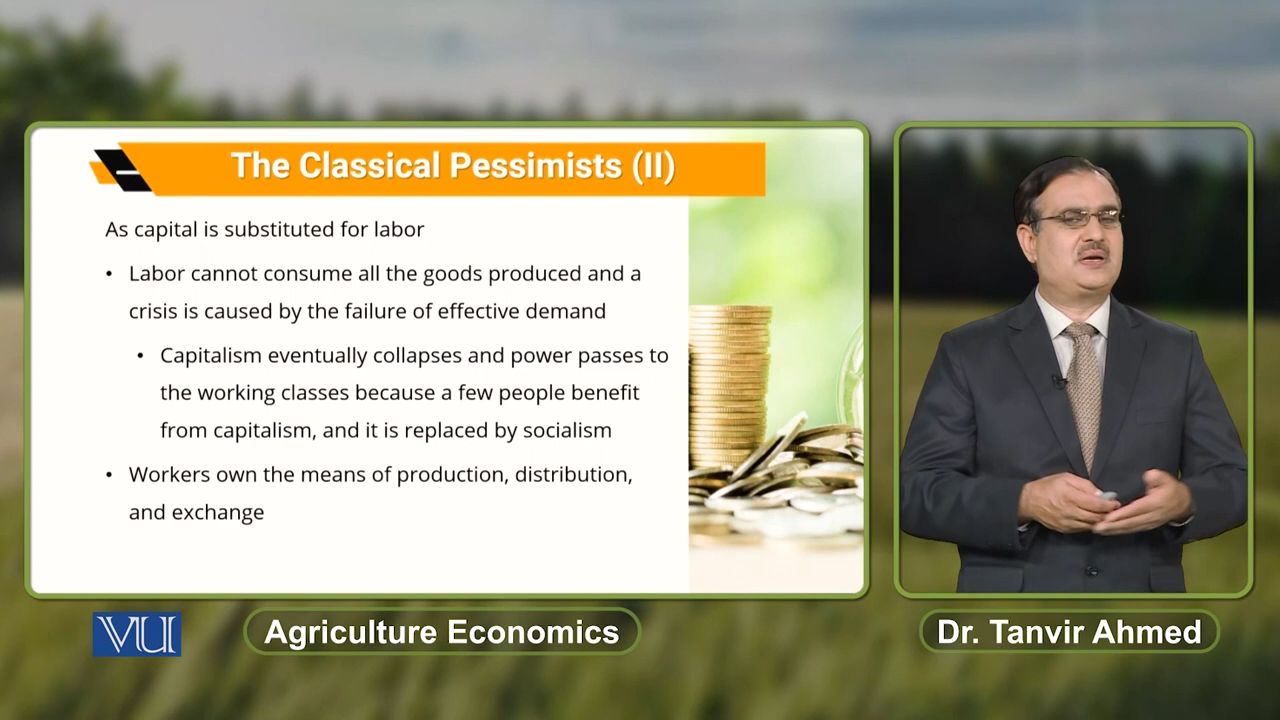 The Classical Pessimists (II)
As capital is substituted for labor
• Labor cannot consume all the goods produced and a
crisis is caused by the failure of effective demand
• Capitalism eventually collapses and power passes to
the working classes because a few people benefit
from capitalism, and it is replaced by socialism
• Workers own the means of production, distribution,
and exchange
VU
Agriculture Economics
Dr. Tanvir Ahmed